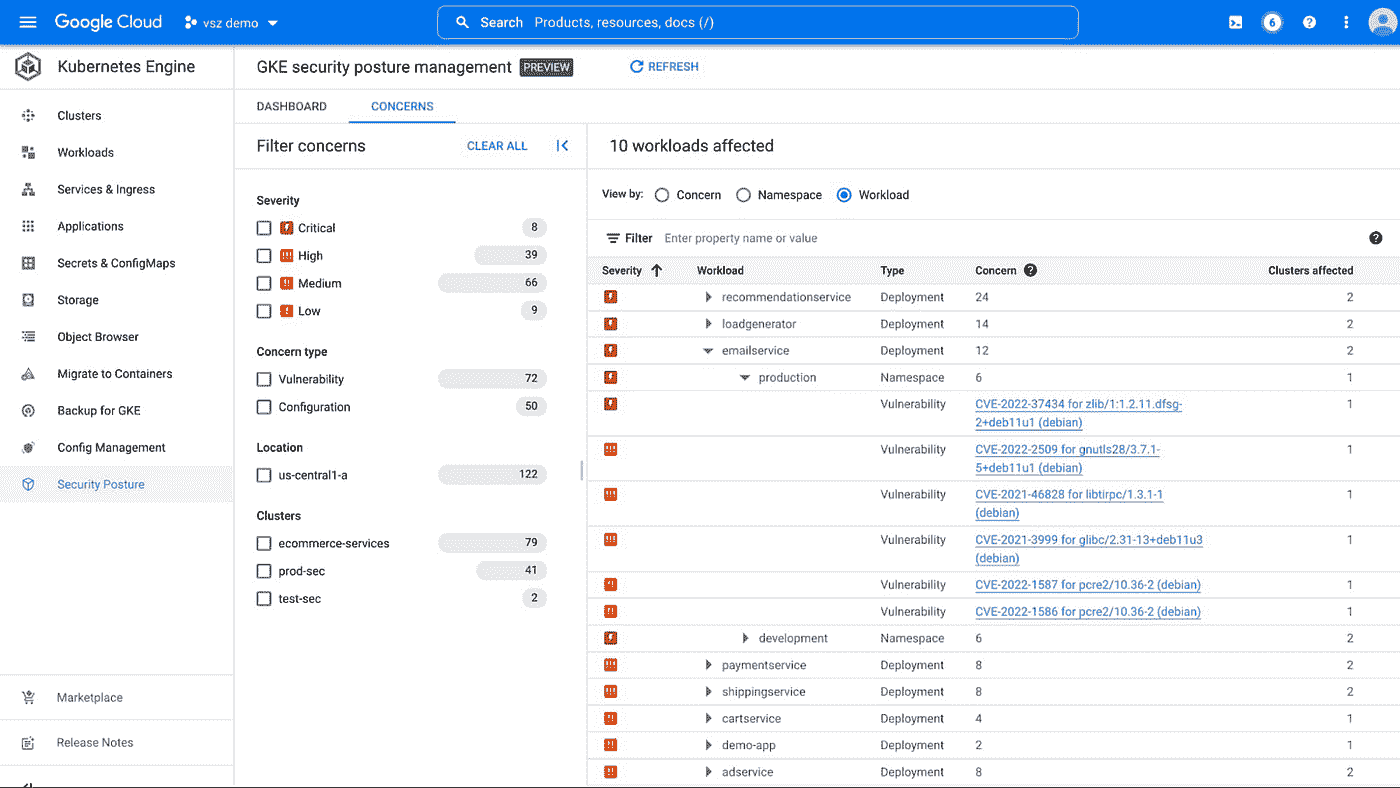 Google Cloud
vsz demo
Search Products, resources, docs (/)
6
Kubernetes Engine
GKE security posture management PREVIEW
REFRESH
Clusters
Workloads
Services & Ingress
Applications
Secrets & ConfigMaps
Storage
Object Browser
Migrate to Containers
Backup for GKE
Config Management
Security Posture
Marketplace
Release Notes
DASHBOARD
CONCERNS
Filter concerns
CLEAR ALL
Severity
Critical 8
High 39
Medium 66
Low 9
Concern type
Vulnerability 72
Configuration 50
Location
us-central1-a 122
Clusters
ecommerce-services 79
prod-sec 41
test-sec 2
10 workloads affected
View by: Concern Namespace Workload
Filter Enter property name or value
Severity Workload Type Concern Clusters affected
recommendationservice Deployment 24 2
loadgenerator Deployment 14 2
emailservice Deployment 12 2
production Namespace 6 1
Vulnerability CVE-2022-37434 for zlib/1:1.2.11.dfsg- 1
2+deb11u1 (debian)
Vulnerability CVE-2022-2509 for gnutls28/3.7.1- 1
5+deb11u1 (debian)
Vulnerability CVE-2021-46828 for libtirpc/1.3.1-1 1
(debian)
Vulnerability CVE-2021-3999 for glibc/2.31-13+deb11u3 1
(debian)
Vulnerability CVE-2022-1587 for pcre2/10.36-2 (debian) 1
Vulnerability CVE-2022-1586 for pcre2/10.36-2 (debian) 1
development Namespace 6 2
paymentservice Deployment 8 2
shippingservice Deployment 8 2
cartservice Deployment 4 1
demo-app Deployment 2 1
adservice Deployment 8 2